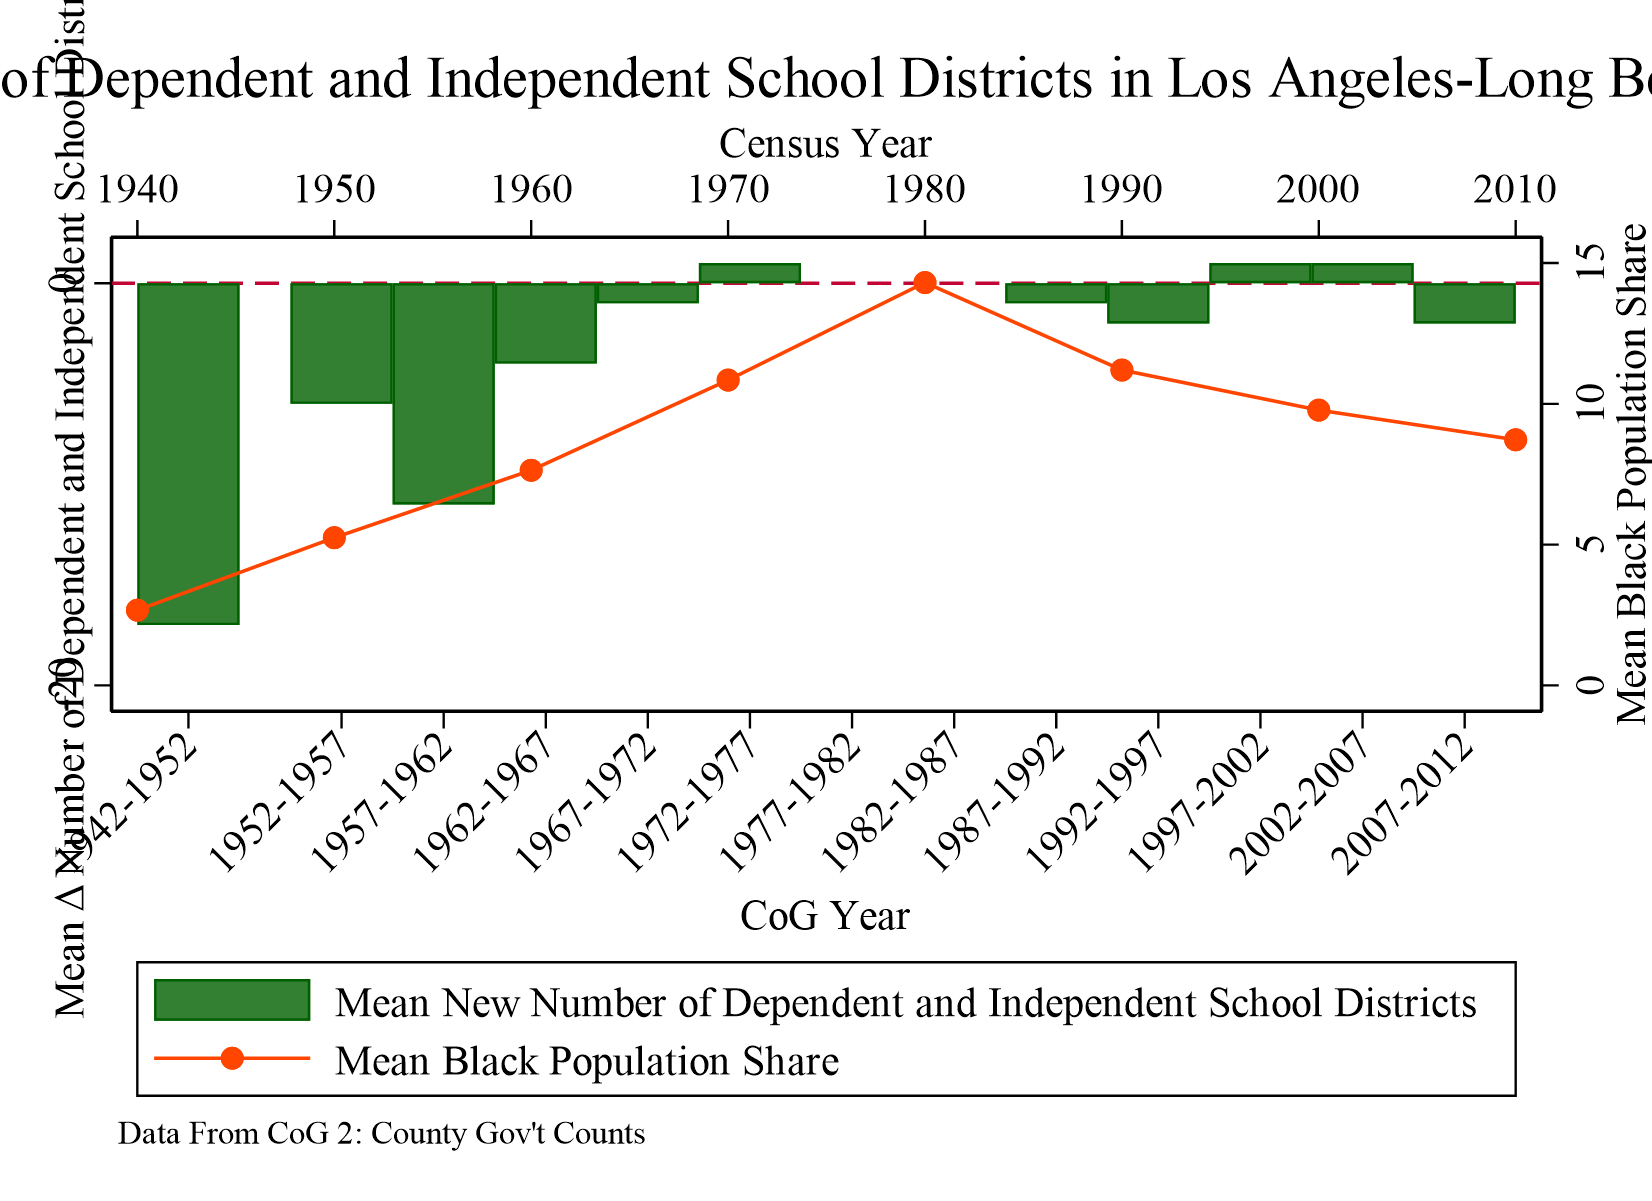 of Dependent and Independent School Districts in Los Angeles-Long B
Census Year
1940 1950 1960 1970 1980 1990 2000 2010
Mean Δ Number of Dependent and Independent School
0
-20
15
10
5
0
Mean Black Population Share
1942-1952 1952-1957 1957-1962 1962-1967 1967-1972 1972-1977 1977-1982 1982-1987 1987-1992 1992-1997 1997-2002 2002-2007 2007-2012
CoG Year
Mean New Number of Dependent and Independent School Districts
Mean Black Population Share
Data From CoG 2: County Gov't Counts